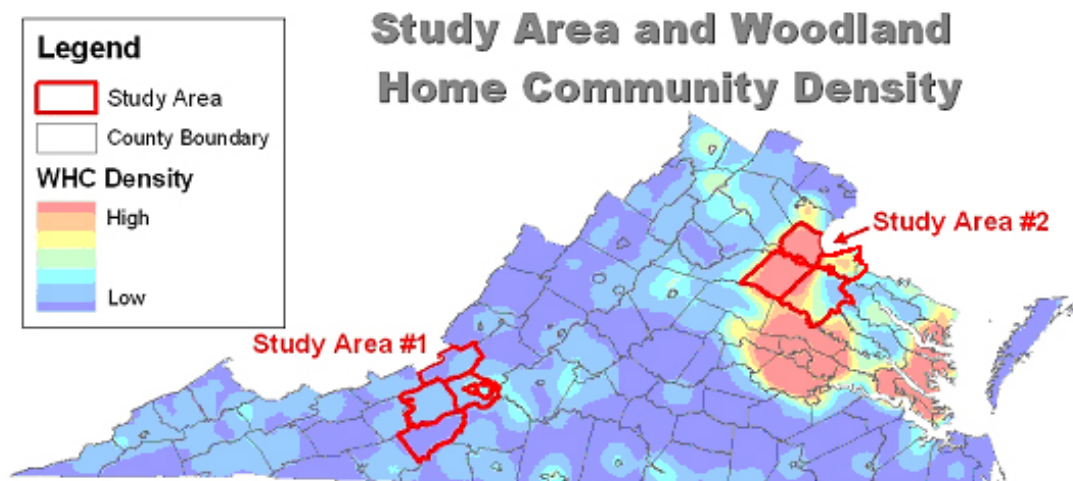 Study Area and Woodland
Home Community Density
Legend
Study Area
County Boundary
WHC Density
High
Low
Study Area #2
Study Area #1